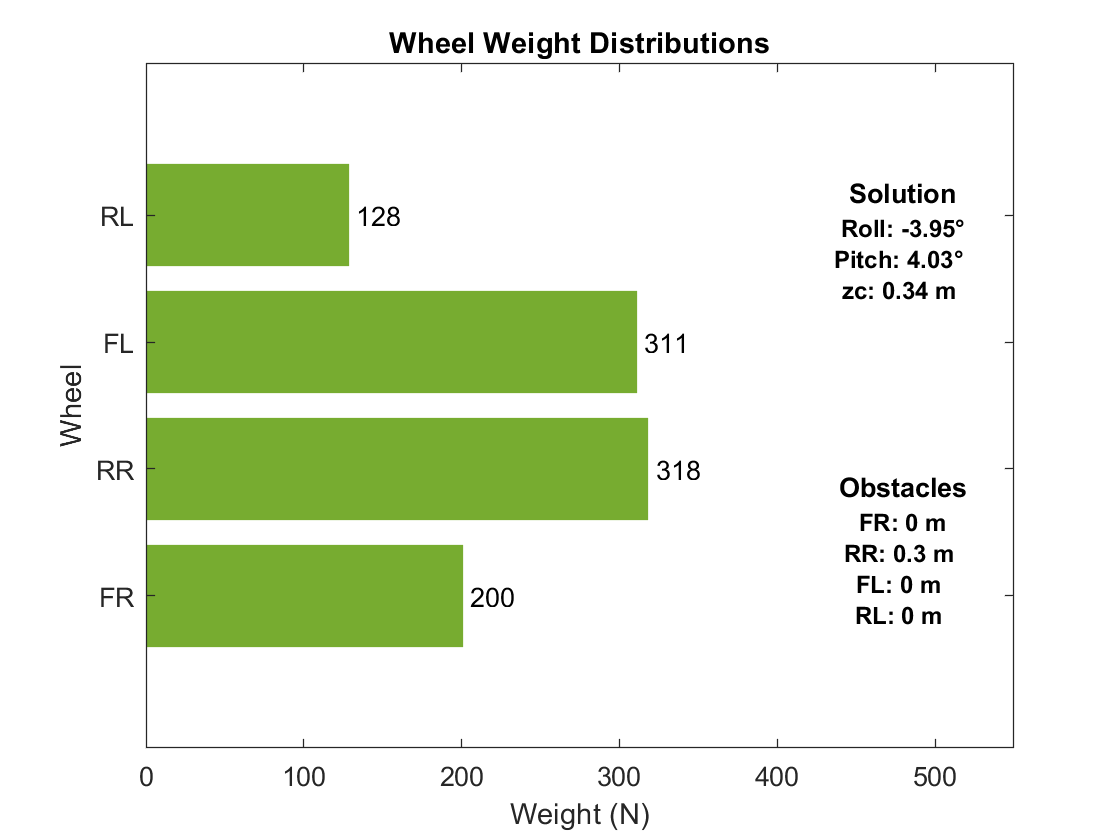 Wheel Weight Distributions
RL
128
FL
311
RR
318
FR
200
Wheel
Solution
Roll: -3.95°
Pitch: 4.03°
zc: 0.34 m
Obstacles
FR: 0 m
RR: 0.3 m
FL: 0 m
RL: 0 m
0 100 200 300 400 500
Weight (N)